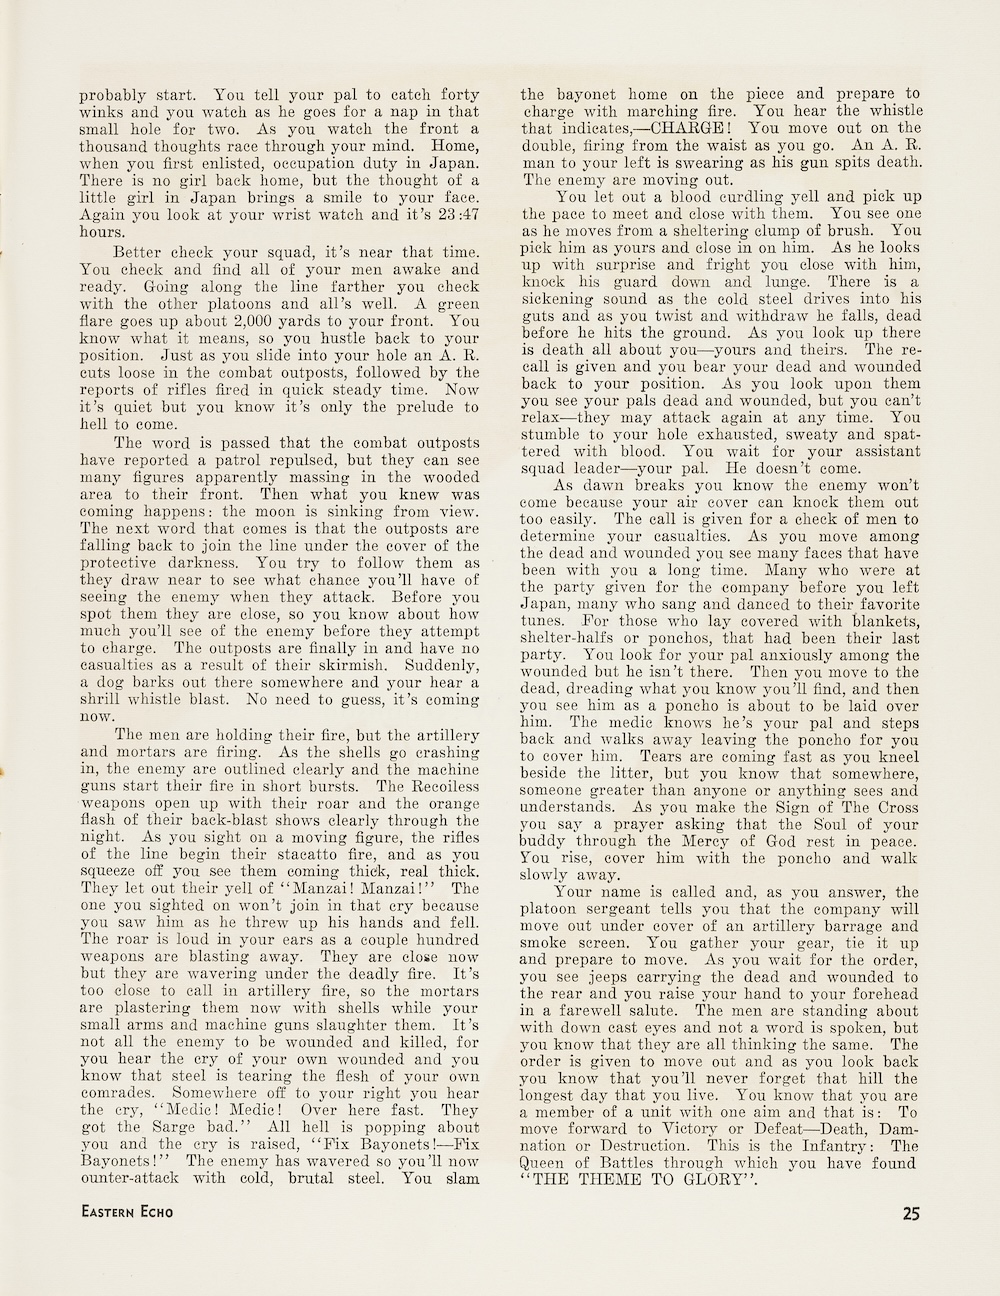 probably start. You tell your pal to catch forty
winks and you watch as he goes for a nap in that
small hole for two. As you watch the front a
thousand thoughts race through your mind. Home,
when you first enlisted, occupation duty in Japan.
There is no girl back home, but the thought of a
little girl in Japan brings a smile to your face.
Again you look at your wrist watch and it's 23:47
hours.
Better check your squad, it's near that time.
You check and find all of your men awake and
ready. Going along the line farther you check
with the other platoons and all's well. A green
flare goes up about 2,000 yards to your front. You
know what it means, so you hustle back to your
position. Just as you slide into your hole an A. R.
cuts loose in the combat outposts, followed by the
reports of rifles fired in quick steady time. Now
it's quiet but you know it's only the prelude to
hell to come.
The word is passed that the combat outposts
have reported a patrol repulsed, but they can see
many figures apparently massing in the wooded
area to their front. Then what you knew was
coming happens: the moon is sinking from view.
The next word that comes is that the outposts are
falling back to join the line under the cover of the
protective darkness. You try to follow them as
they draw near to see what chance you'll have of
seeing the enemy when they attack. Before you
spot them they are close, so you know about how
much you'll see of the enemy before they attempt
to charge. The outposts are finally in and have no
casualties as a result of their skirmish. Suddenly,
a dog barks out there somewhere and your hear a
shrill whistle blast. No need to guess, it's coming
now.
The men are holding their fire, but the artillery
and mortars are firing. As the shells go crashing
in, the enemy are outlined clearly and the machine
guns start their fire in short bursts. The Recoiless
weapons open up with their roar and the orange
flash of their back-blast shows clearly through the
night. As you sight on a moving figure, the rifles
of the line begin their stacatto fire, and as you
squeeze off you see them coming thick, real thick.
They let out their yell of "Manzai! Manzai!" The
one you sighted on won't join in that cry because
you saw him as he threw up his hands and fell.
The roar is loud in your ears as a couple hundred
weapons are blasting away. They are close now
but they are wavering under the deadly fire. It's
too close to call in artillery fire, so the mortars
are plastering them now with shells while your
small arms and machine guns slaughter them. It's
not all the enemy to be wounded and killed, for
you hear the cry of your own wounded and you
know that steel is tearing the flesh of your own
comrades. Somewhere off to your right you hear
the cry, "Medic! Medic! Over here fast. They
got the Sarge bad." All hell is popping about
you and the cry is raised, "Fix Bayonets!—Fix
Bayonets!" The enemy has wavered so you'll now
ounter-attack with cold, brutal steel. You slam
the bayonet home on the piece and prepare to
charge with marching fire. You hear the whistle
that indicates,—CHARGE! You move out on the
double, firing from the waist as you go. An A. R.
man to your left is swearing as his gun spits death.
The enemy are moving out.
You let out a blood curdling yell and pick up
the pace to meet and close with them. You see one
as he moves from a sheltering clump of brush. You
pick him as yours and close in on him. As he looks
up with surprise and fright you close with him,
knock his guard down and lunge. There is a
sickening sound as the cold steel drives into his
guts and as you twist and withdraw he falls, dead
before he hits the ground. As you look up there
is death all about you—yours and theirs. The re-
call is given and you bear your dead and wounded
back to your position. As you look upon them
you see your pals dead and wounded, but you can't
relax—they may attack again at any time. You
stumble to your hole exhausted, sweaty and spat-
tered with blood. You wait for your assistant
squad leader—your pal. He doesn't come.
As dawn breaks you know the enemy won't
come because your air cover can knock them out
too easily. The call is given for a check of men to
determine your casualties. As you move among
the dead and wounded you see many faces that have
been with you a long time. Many who were at
the party given for the company before you left
Japan, many who sang and danced to their favorite
tunes. For those who lay covered with blankets,
shelter-halfs or ponchos, that had been their last
party. You look for your pal anxiously among the
wounded but he isn't there. Then you move to the
dead, dreading what you know you'll find, and then
you see him as a poncho is about to be laid over
him. The medic knows he's your pal and steps
back and walks away leaving the poncho for you
to cover him. Tears are coming fast as you kneel
beside the litter, but you know that somewhere,
someone greater than anyone or anything sees and
understands. As you make the Sign of The Cross
you say a prayer asking that the Soul of your
buddy through the Mercy of God rest in peace.
You rise, cover him with the poncho and walk
slowly away.
Your name is called and, as you answer, the
platoon sergeant tells you that the company will
move out under cover of an artillery barrage and
smoke screen. You gather your gear, tie it up
and prepare to move. As you wait for the order,
you see jeeps carrying the dead and wounded to
the rear and you raise your hand to your forehead
in a farewell salute. The men are standing about
with down cast eyes and not a word is spoken, but
you know that they are all thinking the same. The
order is given to move out and as you look back
you know that you'll never forget that hill the
longest day that you live. You know that you are
a member of a unit with one aim and that is: To
move forward to Victory or Defeat—Death, Dam-
nation or Destruction. This is the Infantry: The
Queen of Battles through which you have found
"THE THEME TO GLORY".
EASTERN ECHO
25